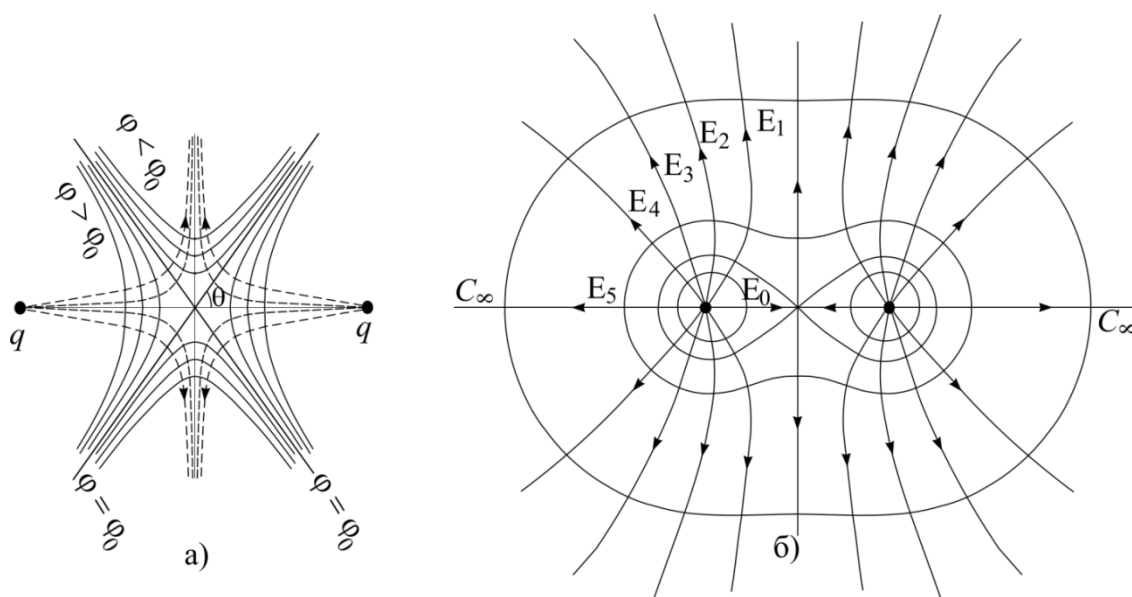 φ < φ₀
φ > φ₀
θ
q
q
φ = φ₀
φ = φ₀
а)
E₁
E₂
E₃
E₄
E₅
E₀
C∞
C∞
б)